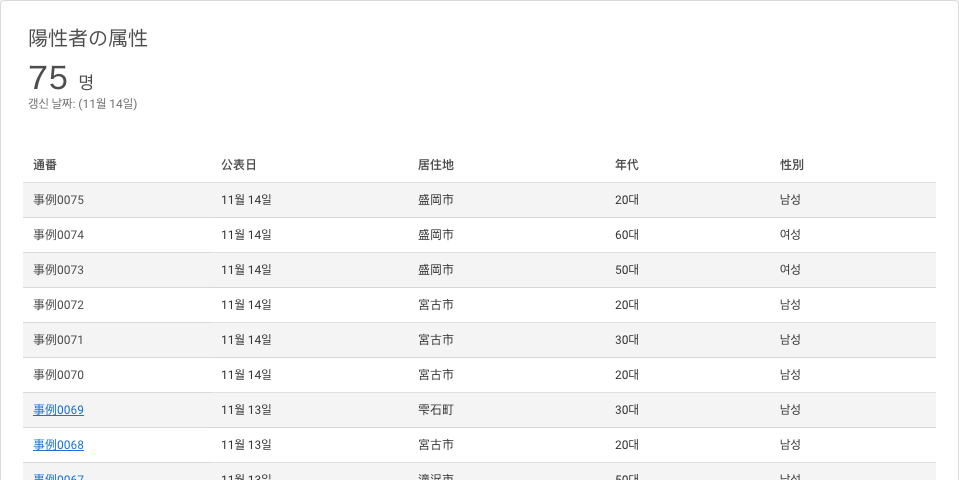 陽性者の属性
75 명
갱신 날짜: (11월 14일)
通番 公表日 居住地 年代 性別
事例0075 11월 14일 盛岡市 20대 남성
事例0074 11월 14일 盛岡市 60대 여성
事例0073 11월 14일 盛岡市 50대 여성
事例0072 11월 14일 宮古市 20대 남성
事例0071 11월 14일 宮古市 30대 남성
事例0070 11월 14일 宮古市 20대 남성
事例0069 11월 13일 雫石町 30대 남성
事例0068 11월 13일 宮古市 20대 남성
事例0067 11월 13일 滝沢市 50대 남성